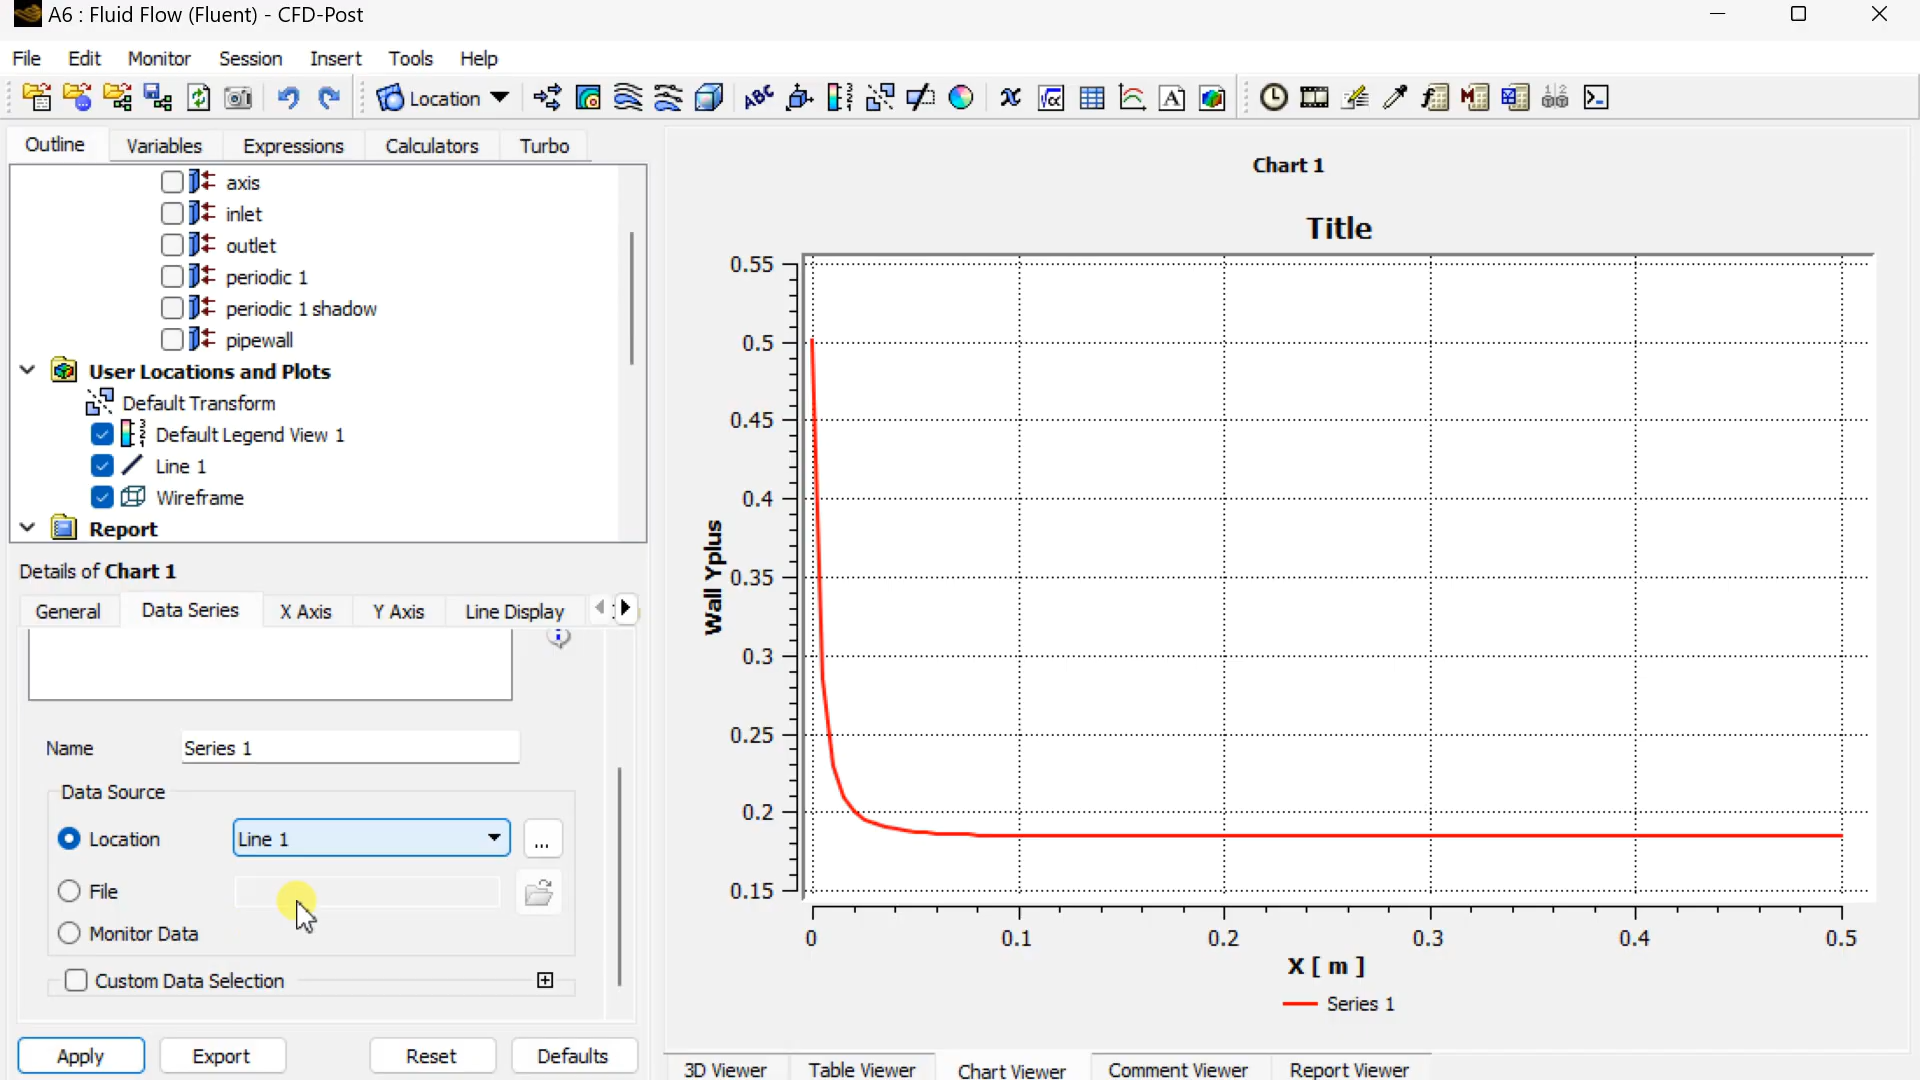 A6 : Fluid Flow (Fluent) - CFD-Post
File Edit Monitor Session Insert Tools Help
Location
Outline Variables Expressions Calculators Turbo
axis
inlet
outlet
periodic 1
periodic 1 shadow
pipewall
User Locations and Plots
Default Transform
Default Legend View 1
Line 1
Wireframe
Report
Details of Chart 1
General Data Series X Axis Y Axis Line Display
Name Series 1
Data Source
Location Line 1 ...
File
Monitor Data
Custom Data Selection
Apply Export Reset Defaults
Chart 1
Title
Wall Yplus
0.55
0.5
0.45
0.4
0.35
0.3
0.25
0.2
0.15
0 0.1 0.2 0.3 0.4 0.5
X [ m ]
Series 1
3D Viewer Table Viewer Chart Viewer Comment Viewer Report Viewer